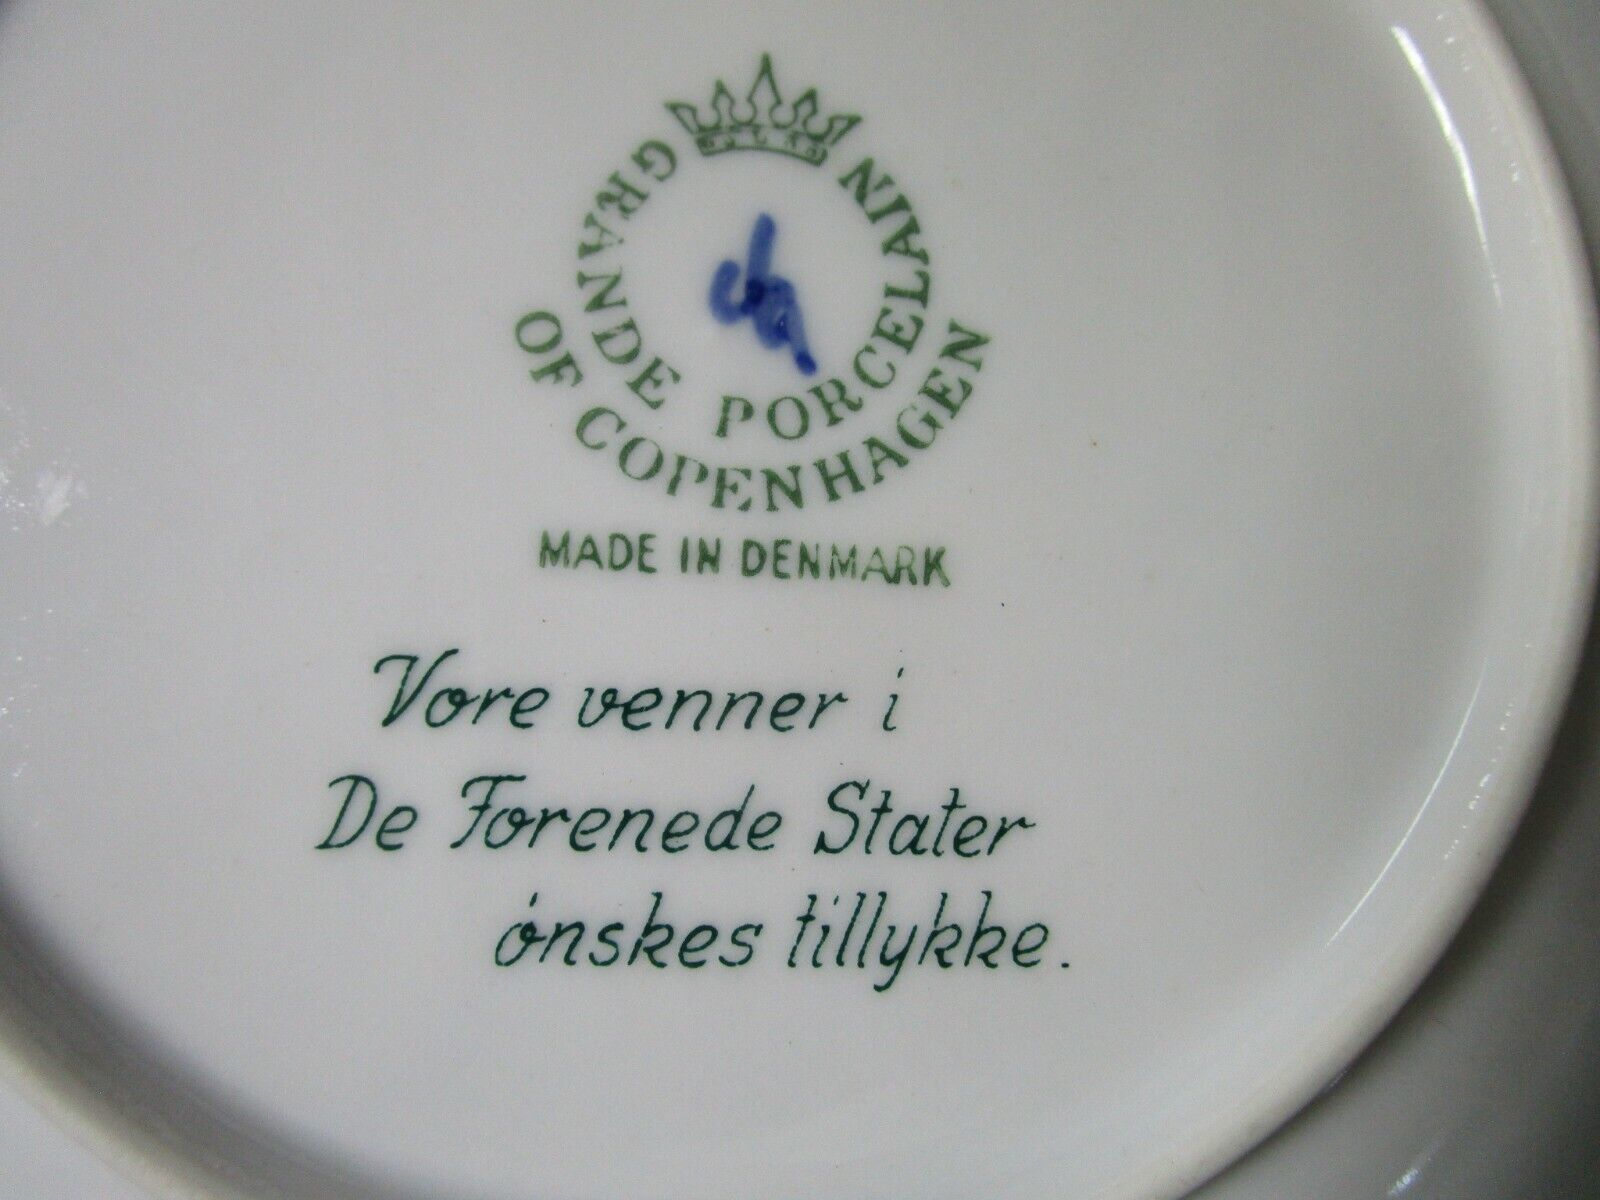 GRANDE PORCELAIN
OF COPENHAGEN
MADE IN DENMARK
Vore venner i
De Forenede Stater
ønskes tillykke.